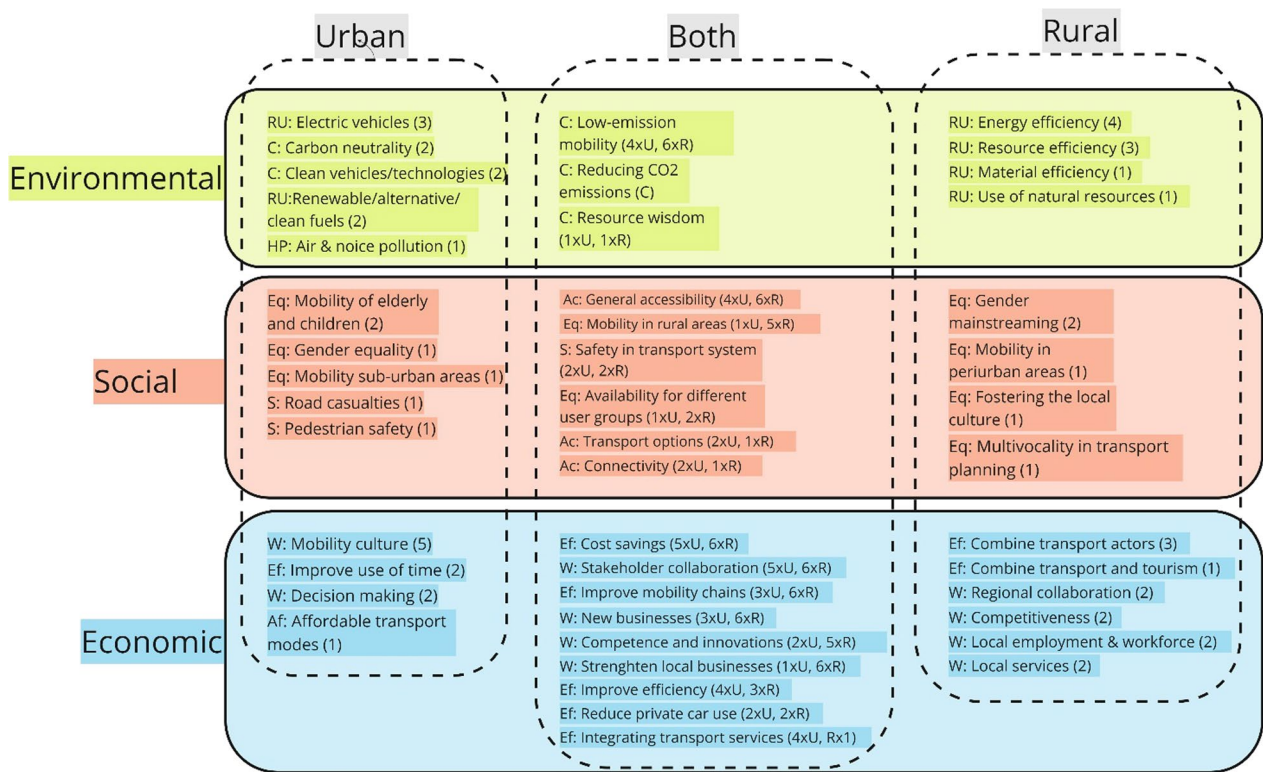 Urban
Both
Rural
Environmental
RU: Electric vehicles (3)
C: Carbon neutrality (2)
C: Clean vehicles/technologies (2)
RU:Renewable/alternative/
clean fuels (2)
HP: Air & noice pollution (1)
C: Low-emission
mobility (4xU, 6xR)
C: Reducing CO2
emissions (C)
C: Resource wisdom
(1xU, 1xR)
RU: Energy efficiency (4)
RU: Resource efficiency (3)
RU: Material efficiency (1)
RU: Use of natural resources (1)
Social
Eq: Mobility of elderly
and children (2)
Eq: Gender equality (1)
Eq: Mobility sub-urban areas (1)
S: Road casualties (1)
S: Pedestrian safety (1)
Ac: General accessibility (4xU, 6xR)
Eq: Mobility in rural areas (1xU, 5xR)
S: Safety in transport system
(2xU, 2xR)
Eq: Availability for different
user groups (1xU, 2xR)
Ac: Transport options (2xU, 1xR)
Ac: Connectivity (2xU, 1xR)
Eq: Gender
mainstreaming (2)
Eq: Mobility in
periurban areas (1)
Eq: Fostering the local
culture (1)
Eq: Multivocality in transport
planning (1)
Economic
W: Mobility culture (5)
Ef: Improve use of time (2)
W: Decision making (2)
Af: Affordable transport
modes (1)
Ef: Cost savings (5xU, 6xR)
W: Stakeholder collaboration (5xU, 6xR)
Ef: Improve mobility chains (3xU, 6xR)
W: New businesses (3xU, 6xR)
W: Competence and innovations (2xU, 5xR)
W: Strenghten local businesses (1xU, 6xR)
Ef: Improve efficiency (4xU, 3xR)
Ef: Reduce private car use (2xU, 2xR)
Ef: Integrating transport services (4xU, Rx1)
Ef: Combine transport actors (3)
Ef: Combine transport and tourism (1)
W: Regional collaboration (2)
W: Competitiveness (2)
W: Local employment & workforce (2)
W: Local services (2)